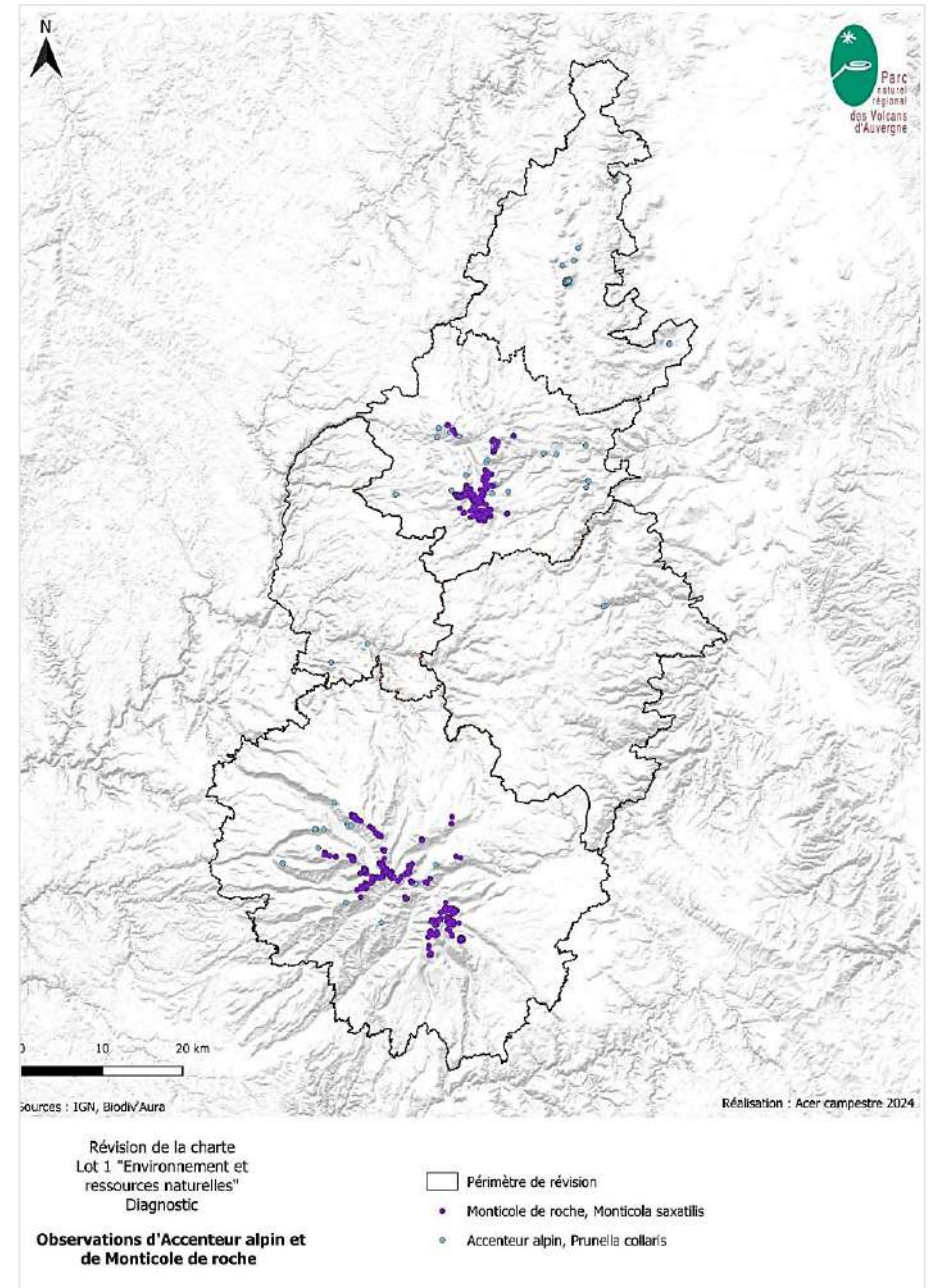 N
Parc
naturel
régional
des Volcans
d'Auvergne
0 10 20 km
Sources : IGN, Biodiv'Aura
Réalisation : Acer campestre 2024
Révision de la charte
Lot 1 "Environnement et
ressources naturelles"
Diagnostic
Observations d'Accenteur alpin et
de Monticole de roche
Périmètre de révision
Monticole de roche, Monticola saxatilis
Accenteur alpin, Prunella collaris